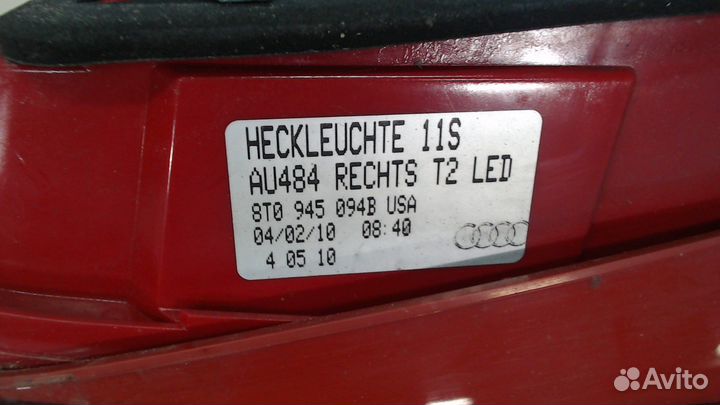 HECKLEUCHTE 11S
AU484 RECHTS T2 LED
8T0 945 094B USA
04/02/10 08:40
4 05 10
Avito